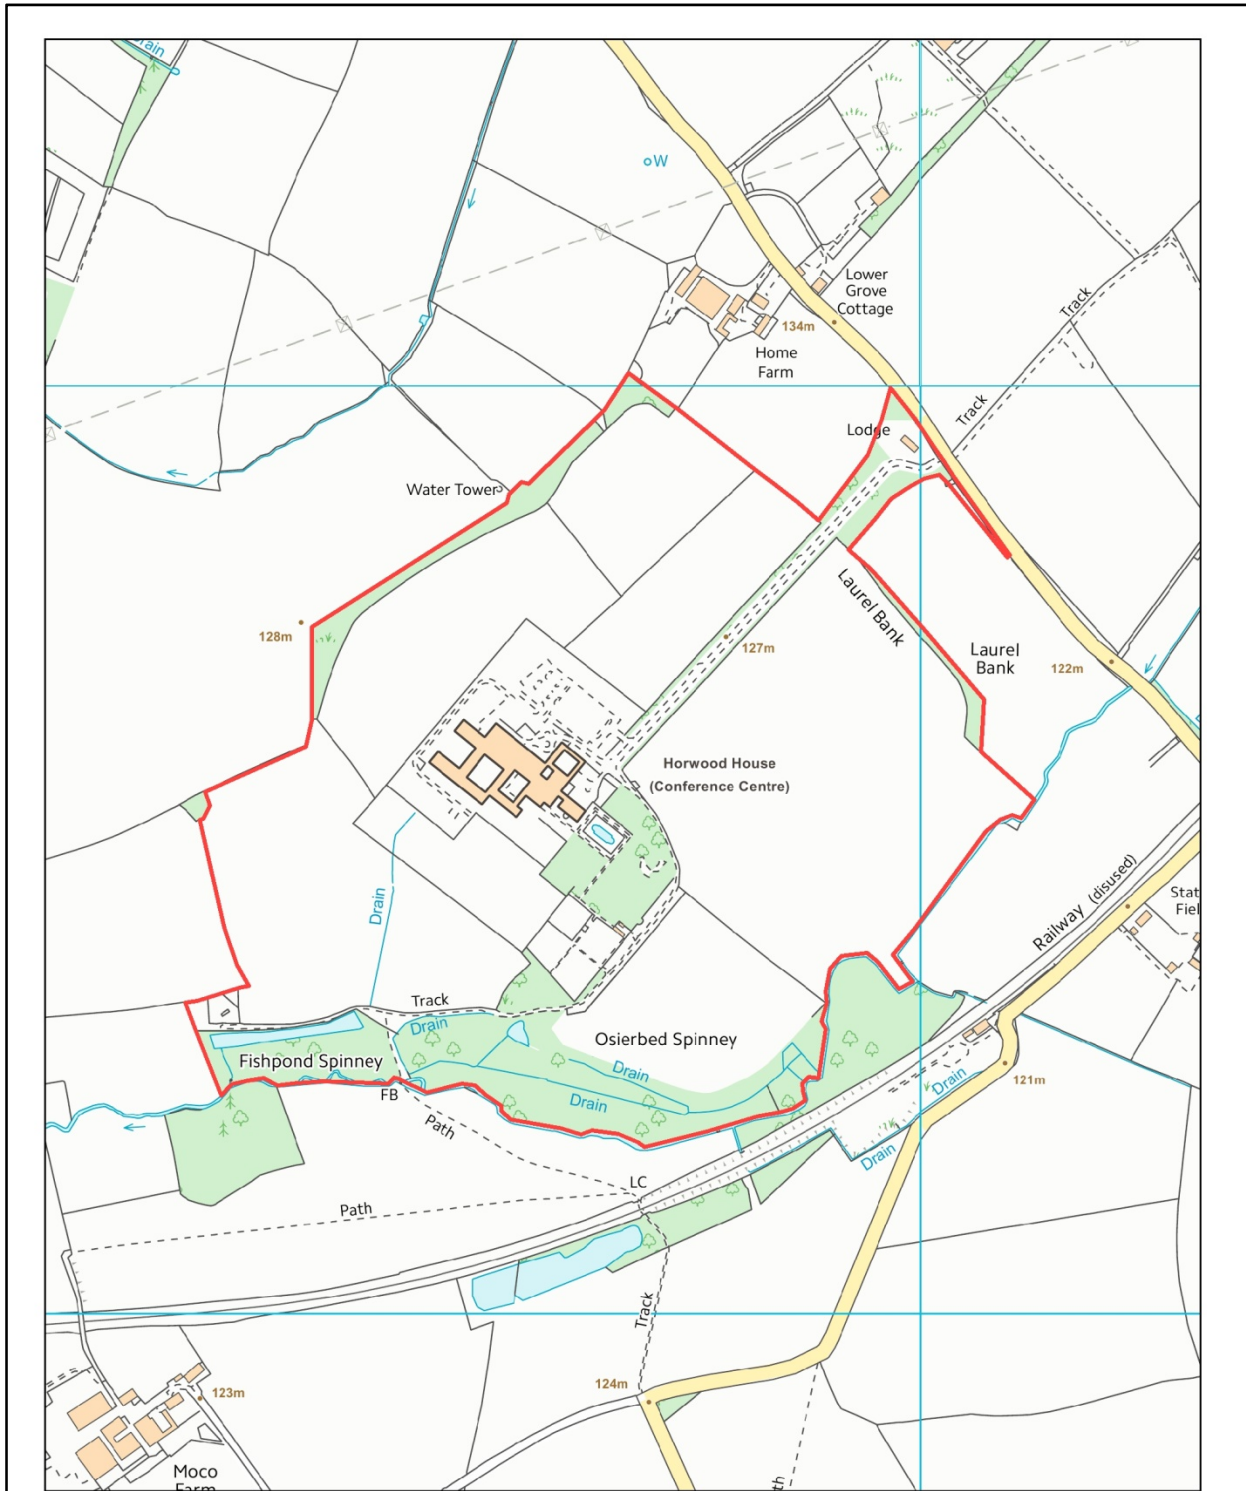 Drain
W
Lower
Grove
Cottage
Track
134m
Home
Farm
Track
Lodge
Water Tower
Laurel Bank
128m
127m
Laurel
Bank
122m
Horwood House
(Conference Centre)
Railway (disused)
Stat
Fiel
Drain
Track
Drain
Osierbed Spinney
Fishpond Spinney
Drain
Drain
121m
Drain
FB
Path
Drain
LC
Path
Track
124m
123m
Moco
Farm
th